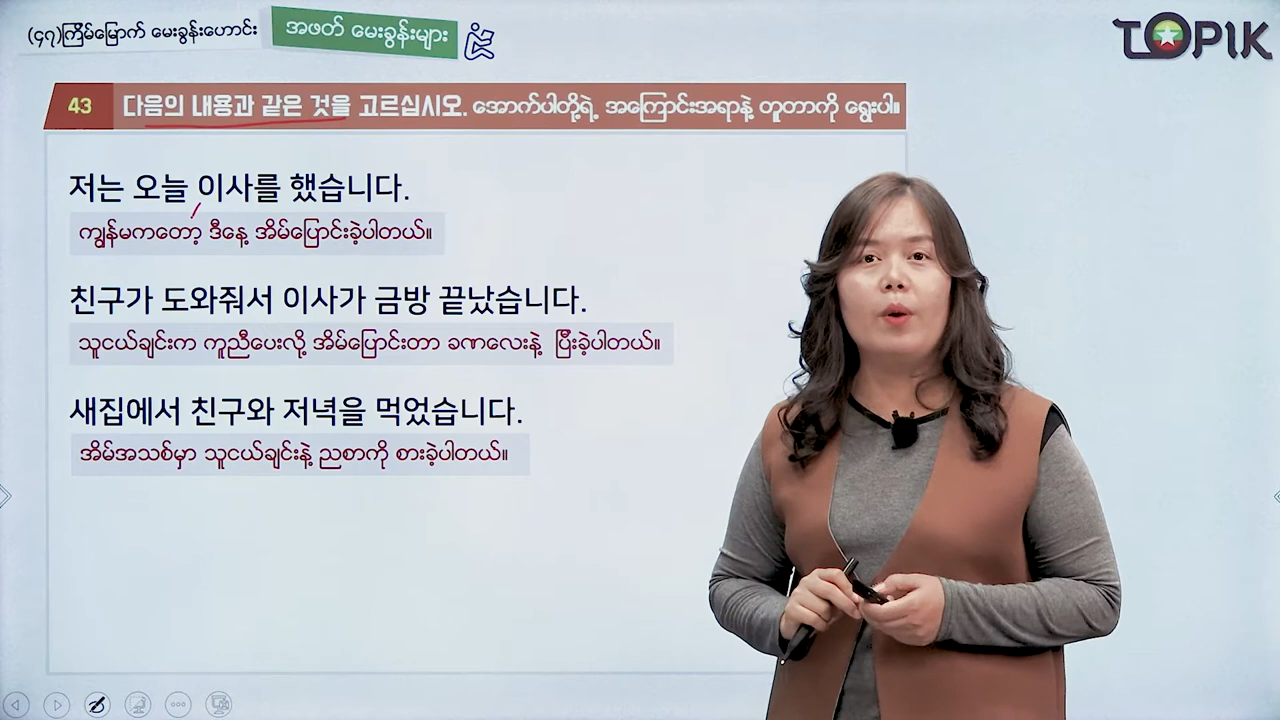 (၄၇)ကြိမ်မြောက် မေးခွန်းဟောင်း
အဖတ် မေးခွန်းများ
TOPIK
43 다음의 내용과 같은 것을 고르십시오. အောက်ပါတို့ရဲ့ အကြောင်းအရာနဲ့ တူတာကို ရွေးပါ။
저는 오늘 이사를 했습니다.
ကျွန်မကတော့ ဒီနေ့ အိမ်ပြောင်းခဲ့ပါတယ်။
친구가 도와줘서 이사가 금방 끝났습니다.
သူငယ်ချင်းက ကူညီပေးလို့ အိမ်ပြောင်းတာ ခဏလေးနဲ့ ပြီးခဲ့ပါတယ်။
새집에서 친구와 저녁을 먹었습니다.
အိမ်အသစ်မှာ သူငယ်ချင်းနဲ့ ညစာကို စားခဲ့ပါတယ်။